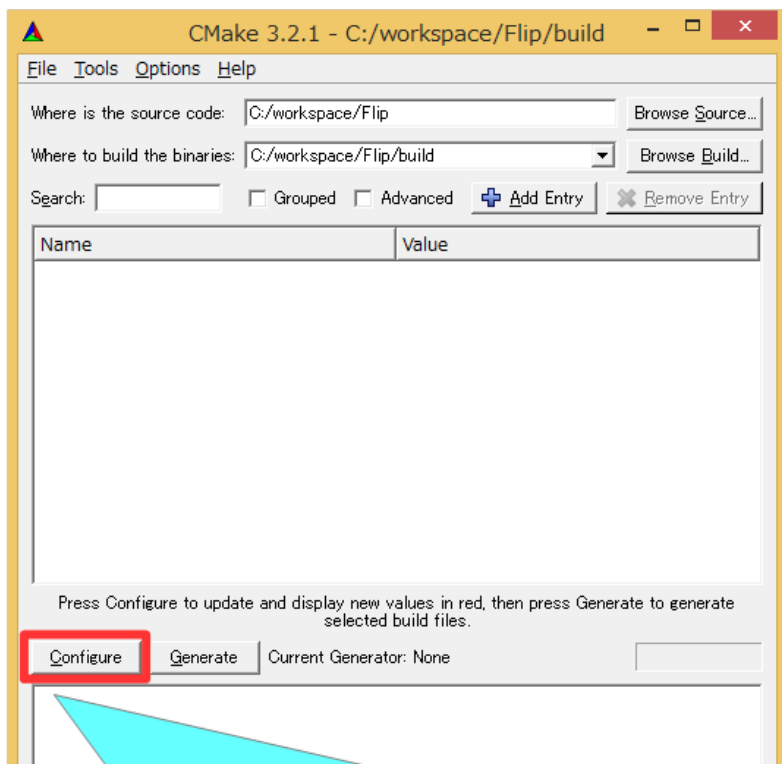 CMake 3.2.1 - C:/workspace/Flip/build
File Tools Options Help
Where is the source code: C:/workspace/Flip Browse Source...
Where to build the binaries: C:/workspace/Flip/build Browse Build...
Search: Grouped Advanced Add Entry Remove Entry
Name Value
Press Configure to update and display new values in red, then press Generate to generate
selected build files.
Configure Generate Current Generator: None